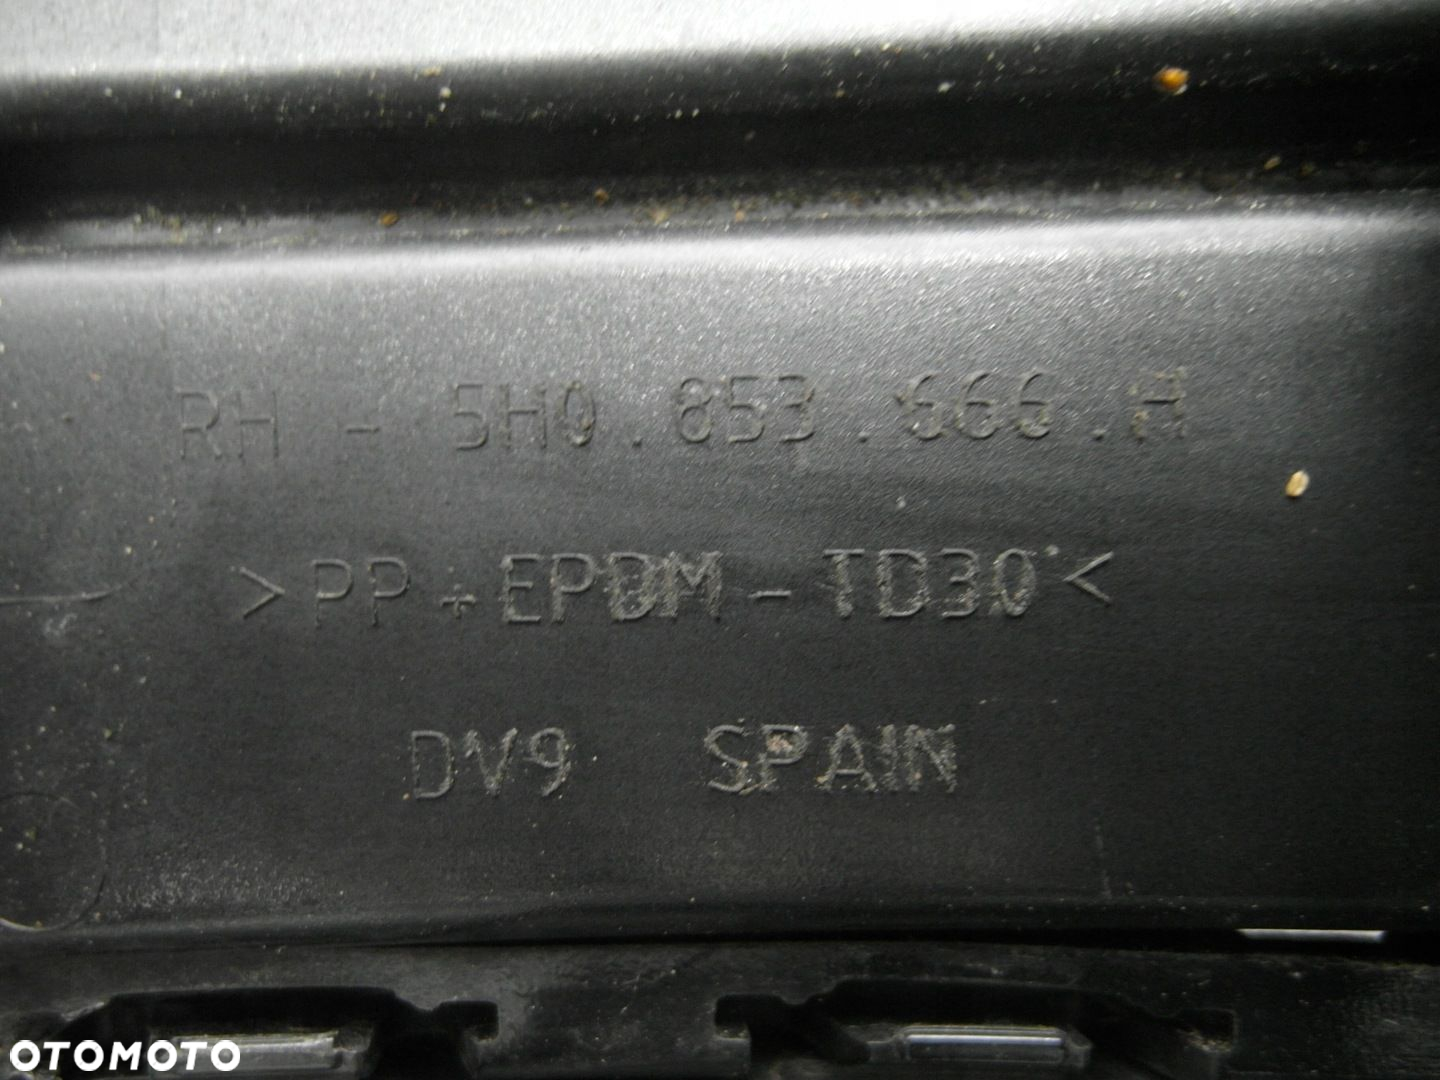 RH - 5H0.853.666.H
>PP+EPDM-TD30<
DV9 SPAIN
OTOMOTO